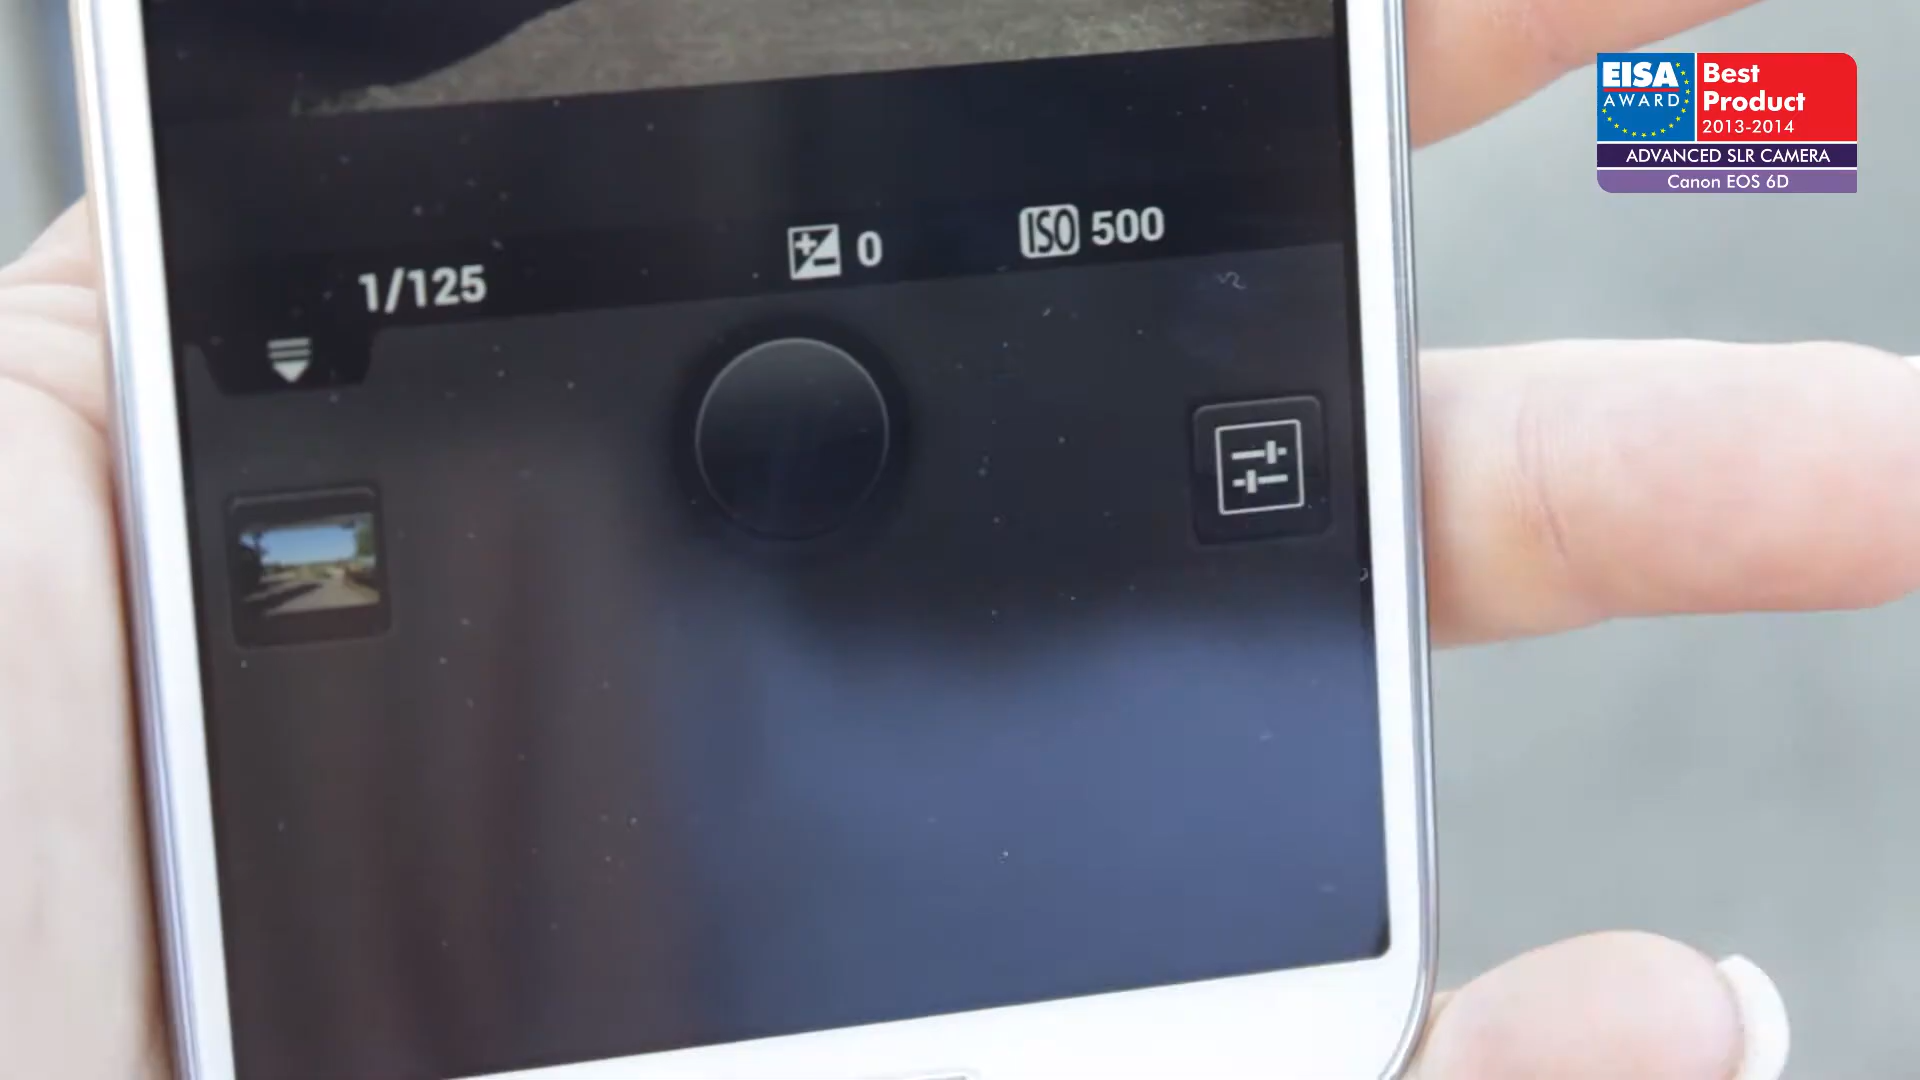 EISA
AWARD
Best
Product
2013-2014
ADVANCED SLR CAMERA
Canon EOS 6D
1/125
0
ISO 500